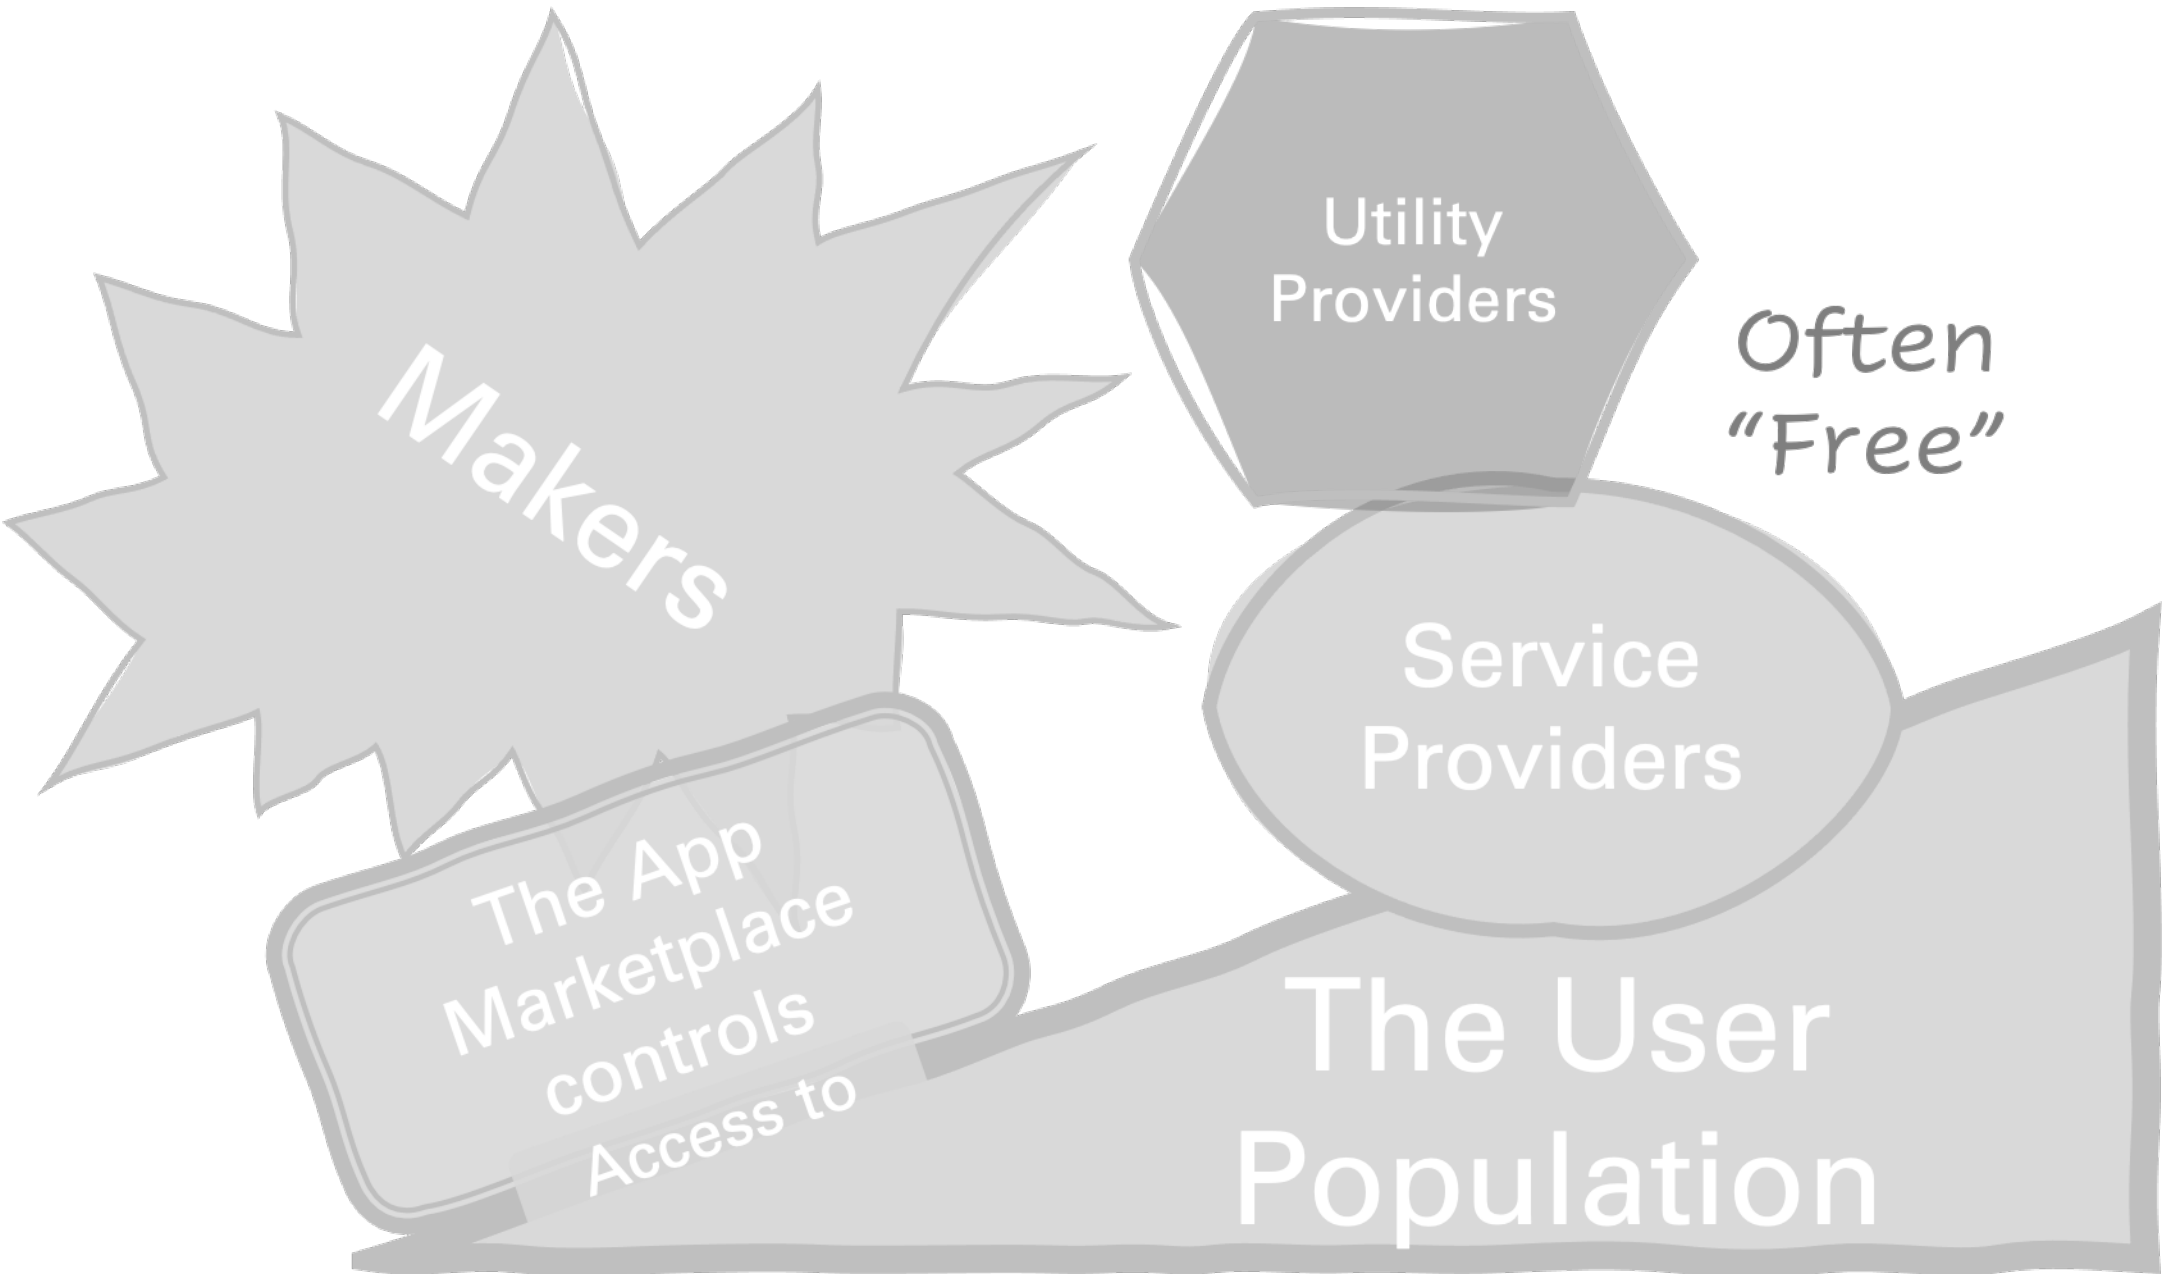 Makers
Utility
Providers
Often
“Free”
Service
Providers
The App
Marketplace
controls
Access to
The User
Population